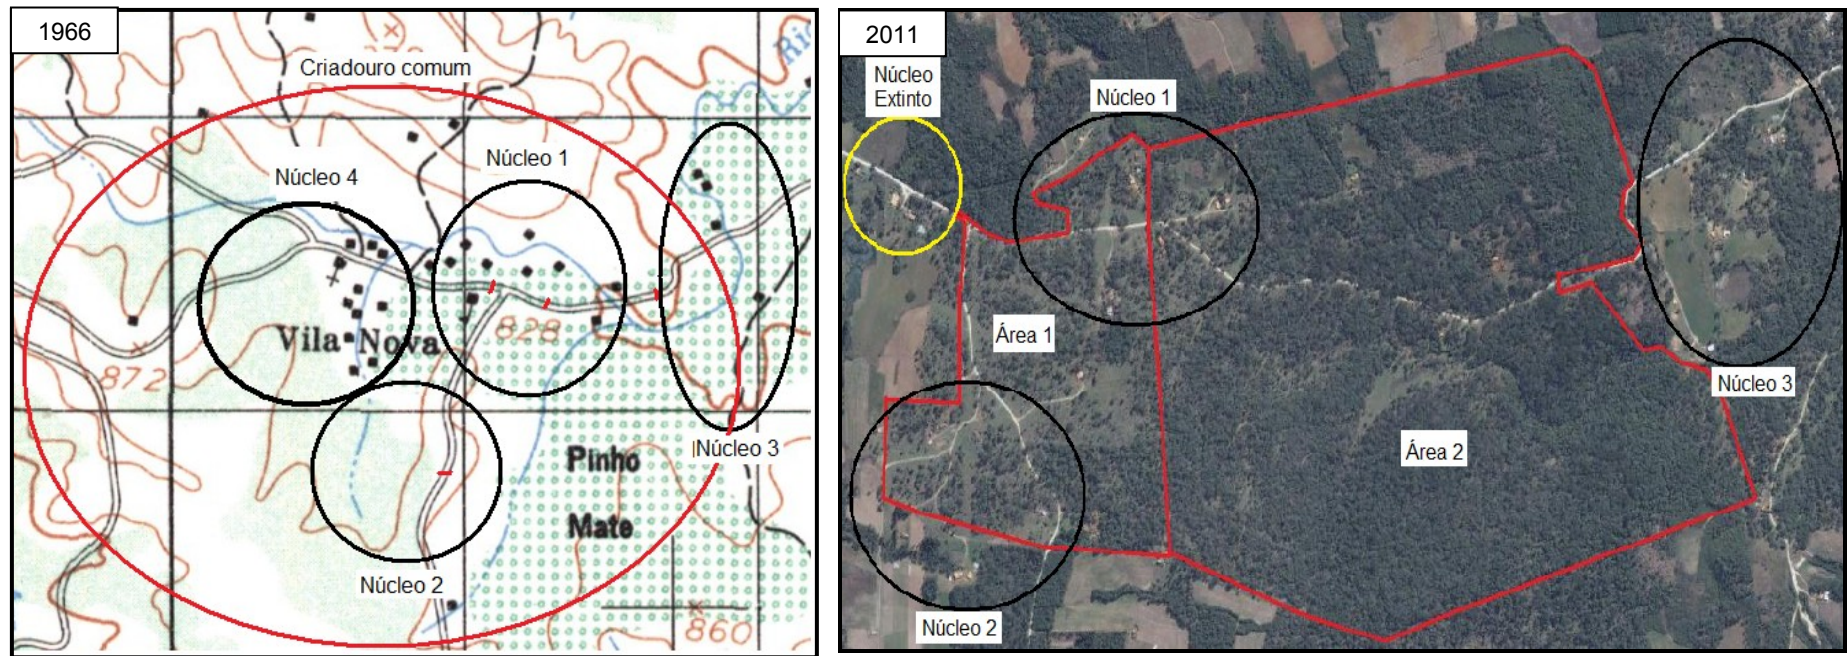 1966
Criadouro comum
Núcleo 1
Núcleo 4
Vila Nova
828
872
Núcleo 3
Pinho
Mate
Núcleo 2
860
2011
Núcleo
Extinto
Núcleo 1
Área 1
Núcleo 3
Área 2
Núcleo 2